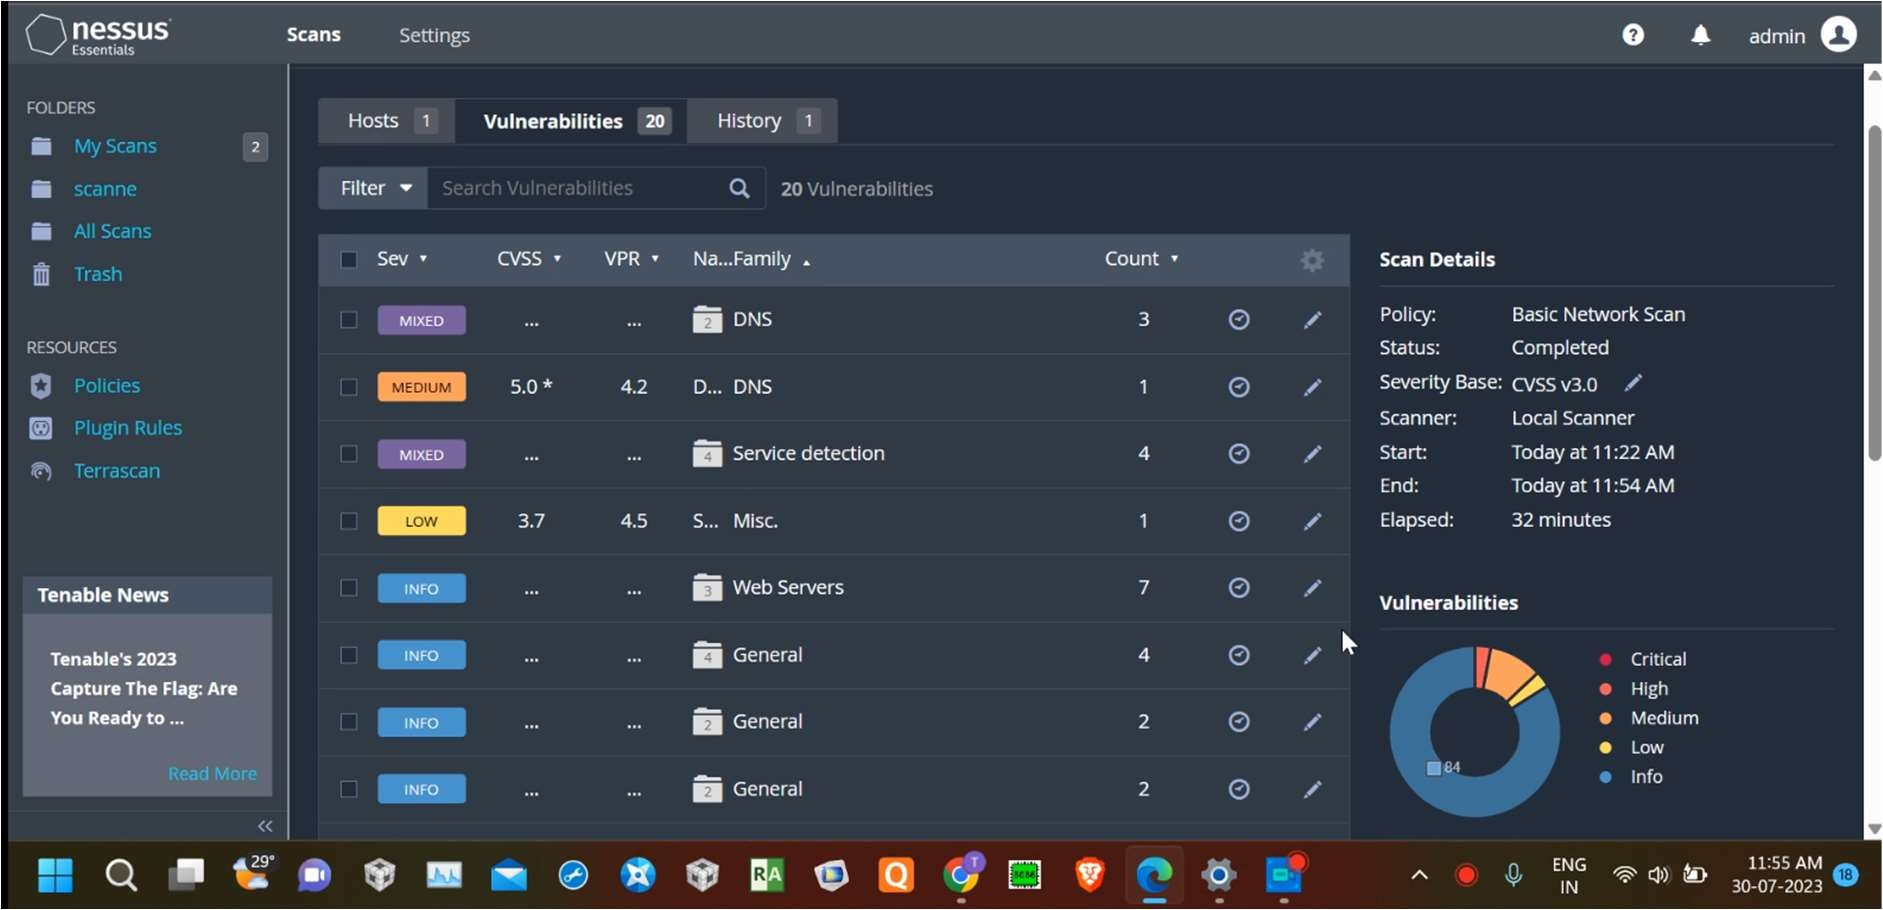 nessus
Essentials
Scans
Settings
admin
FOLDERS
My Scans 2
scanne
All Scans
Trash
RESOURCES
Policies
Plugin Rules
Terrascan
Tenable News
Tenable's 2023
Capture The Flag: Are
You Ready to ...
Read More
Hosts 1
Vulnerabilities 20
History 1
Filter
Search Vulnerabilities
20 Vulnerabilities
Sev CVSS VPR Na...Family Count
MIXED ... ... 2 DNS 3
MEDIUM 5.0 * 4.2 D... DNS 1
MIXED ... ... 4 Service detection 4
LOW 3.7 4.5 S... Misc. 1
INFO ... ... 3 Web Servers 7
INFO ... ... 4 General 4
INFO ... ... 2 General 2
INFO ... ... 2 General 2
Scan Details
Policy: Basic Network Scan
Status: Completed
Severity Base: CVSS v3.0
Scanner: Local Scanner
Start: Today at 11:22 AM
End: Today at 11:54 AM
Elapsed: 32 minutes
Vulnerabilities
84
Critical
High
Medium
Low
Info
29°
RA
Q
T
ENG
IN
11:55 AM
30-07-2023
18